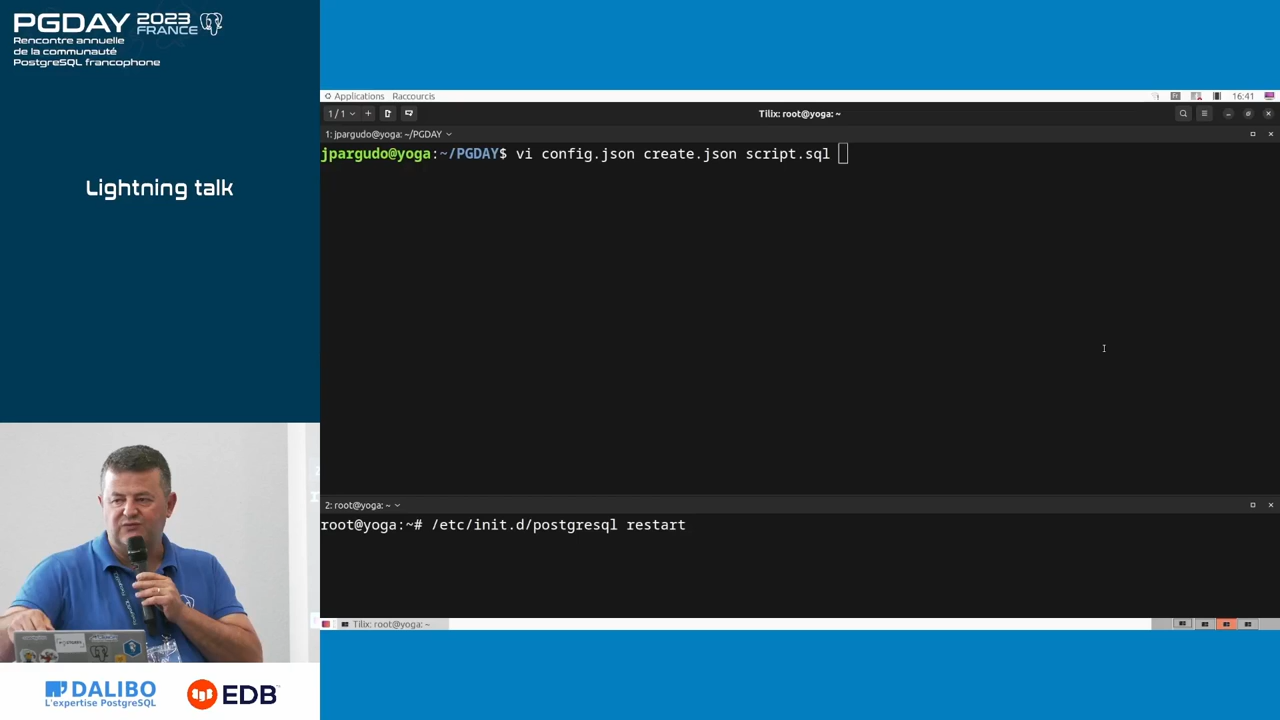 PGDAY 2023 FRANCE
Rencontre annuelle
de la communauté
PostgreSQL francophone
Lightning talk
DALIBO
L'expertise PostgreSQL
EDB
Applications Raccourcis
16:41
1 / 1
Tilix: root@yoga: ~
1: jpargudo@yoga: ~/PGDAY
jpargudo@yoga:~/PGDAY$ vi config.json create.json script.sql
2: root@yoga: ~
root@yoga:~# /etc/init.d/postgresql restart
Tilix: root@yoga: ~